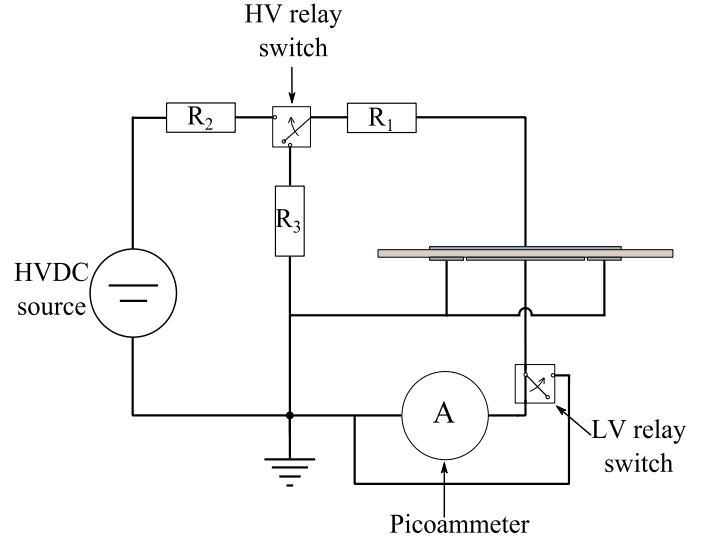 HV relay
switch
R2
R1
R3
HVDC
source
A
LV relay
switch
Picoammeter